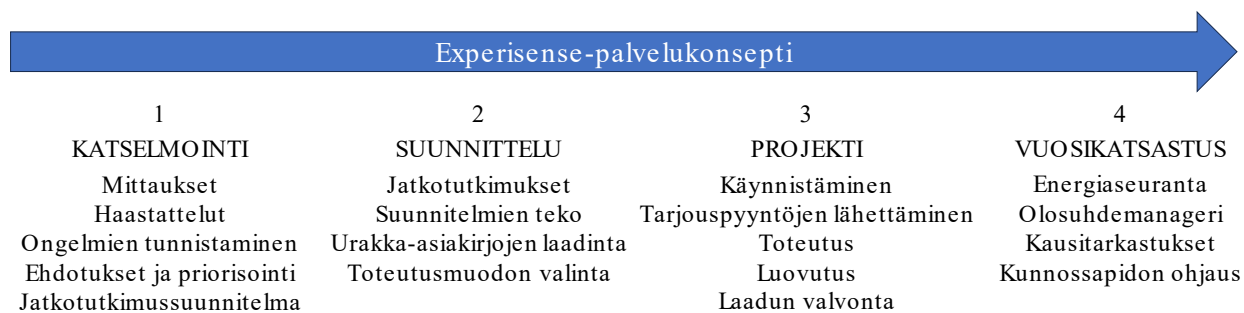 Experisense-palvelukonsepti
1
KATSELMOINTI
Mittaukset
Haastattelut
Ongelmien tunnistaminen
Ehdotukset ja priorisointi
Jatkotutkimussuunnitelma
2
SUUNNITTELU
Jatkotutkimukset
Suunnitelmien teko
Urakka-asiakirjojen laadinta
Toteutusmuodon valinta
3
PROJEKTI
Käynnistäminen
Tarjouspyyntöjen lähettäminen
Toteutus
Luovutus
Laadun valvonta
4
VUOSIKATSASTUS
Energiaseuranta
Olosuhdemanageri
Kausitarkastukset
Kunnossapidon ohjaus